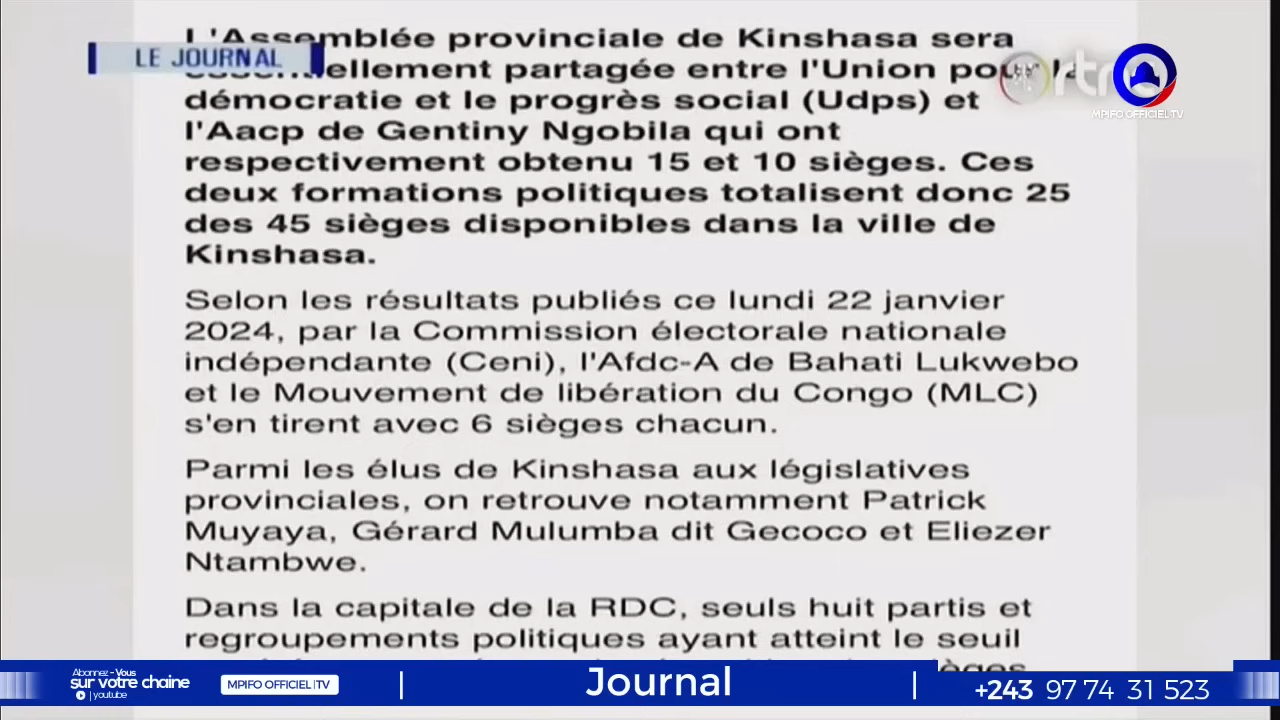 L'Assemblée provinciale de Kinshasa sera
LE JOURNAL
partagée entre l'Union
démocratie et le progrès social (Udps) et
l'Aacp de Gentiny Ngobila qui ont
respectivement obtenu 15 et 10 sièges. Ces
deux formations politiques totalisent donc 25
des 45 sièges disponibles dans la ville de
Kinshasa.
Selon les résultats publiés ce lundi 22 janvier
2024, par la Commission électorale nationale
indépendante (Ceni), l'Afdc-A de Bahati Lukwebo
et le Mouvement de libération du Congo (MLC)
s'en tirent avec 6 sièges chacun.
Parmi les élus de Kinshasa aux législatives
provinciales, on retrouve notamment Patrick
Muyaya, Gérard Mulumba dit Gecoco et Eliezer
Ntambwe.
Dans la capitale de la RDC, seuls huit partis et
regroupements politiques ayant atteint le seuil
MPIFO OFFICIEL TV
Abonnez - Vous
sur votre chaine
youtube
MPIFO OFFICIEL TV
Journal
+243 97 74 31 523